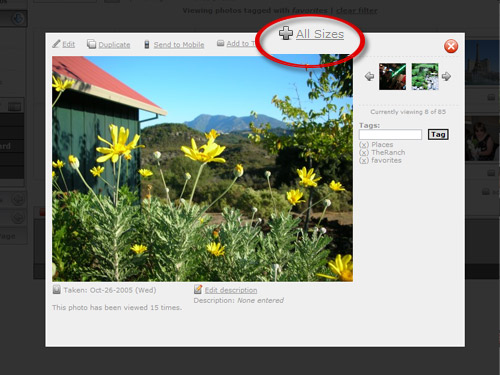 Viewing photos tagged with favorites | clear filter
Edit
Duplicate
Send to Mobile
Add to T
All Sizes
Currently viewing 8 of 85
Tags:
Tag
(x) Places
(x) TheRanch
(x) favorites
Taken: Oct-26-2005 (Wed)
This photo has been viewed 15 times.
Edit description
Description: None entered